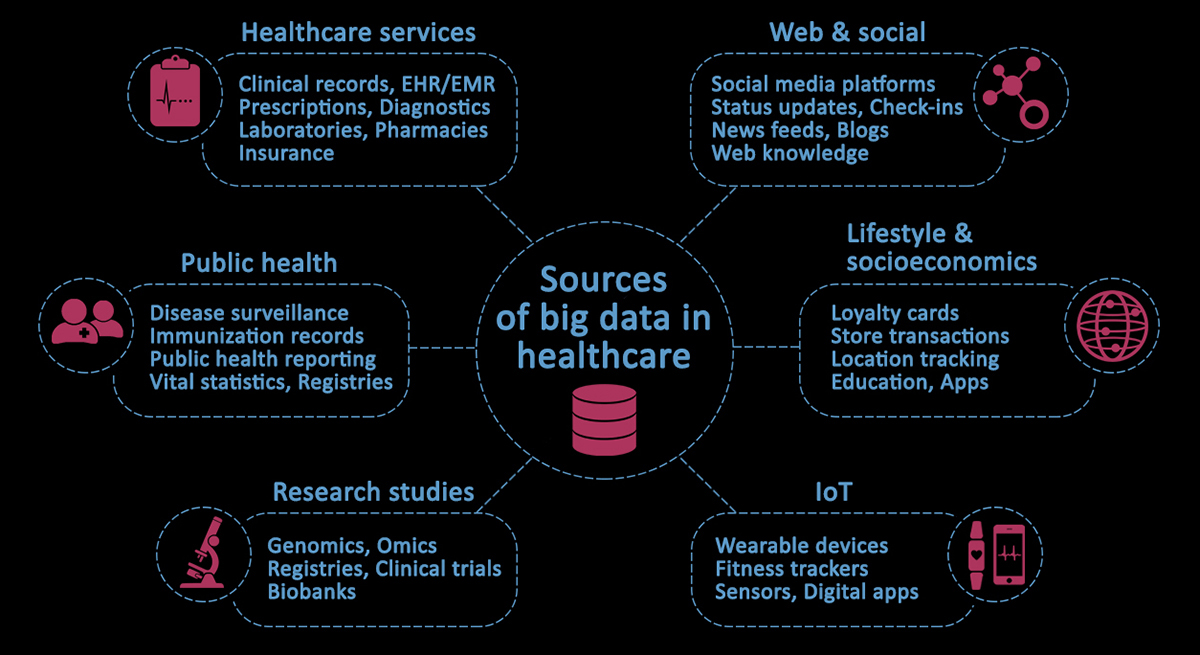 Healthcare services
Clinical records, EHR/EMR
Prescriptions, Diagnostics
Laboratories, Pharmacies
Insurance
Web & social
Social media platforms
Status updates, Check-ins
News feeds, Blogs
Web knowledge
Sources
of big data in
healthcare
Public health
Disease surveillance
Immunization records
Public health reporting
Vital statistics, Registries
Lifestyle &
socioeconomics
Loyalty cards
Store transactions
Location tracking
Education, Apps
Research studies
Genomics, Omics
Registries, Clinical trials
Biobanks
IoT
Wearable devices
Fitness trackers
Sensors, Digital apps